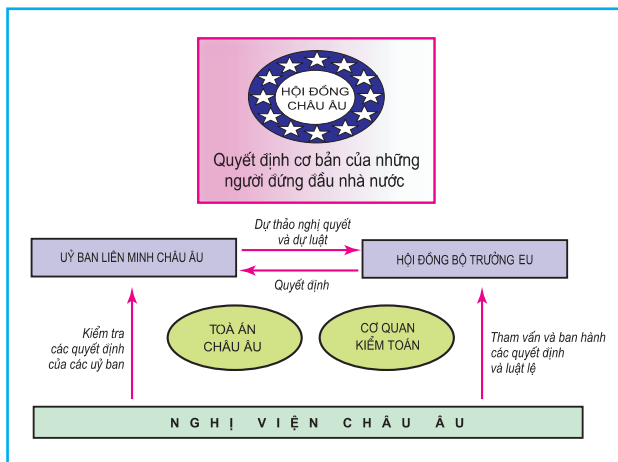 HỘI ĐỒNG
CHÂU ÂU
Quyết định cơ bản của những
người đứng đầu nhà nước
Dự thảo nghị quyết
và dự luật
UỶ BAN LIÊN MINH CHÂU ÂU
HỘI ĐỒNG BỘ TRƯỞNG EU
Quyết định
Kiểm tra
các quyết định
của các uỷ ban
TOÀ ÁN
CHÂU ÂU
CƠ QUAN
KIỂM TOÁN
Tham vấn và ban hành
các quyết định
và luật lệ
NGHỊ VIỆN CHÂU ÂU